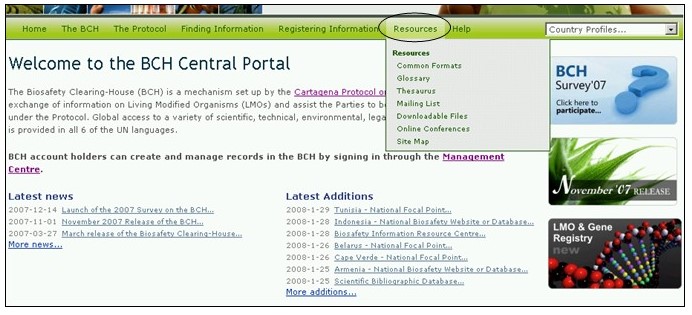 Home The BCH The Protocol Finding Information Registering Information Resources Help Country Profiles...
Resources
Common Formats
Glossary
Thesaurus
Mailing List
Downloadable Files
Online Conferences
Site Map
Welcome to the BCH Central Portal
The Biosafety Clearing-House (BCH) is a mechanism set up by the Cartagena Protocol o
exchange of information on Living Modified Organisms (LMOs) and assist the Parties to be
under the Protocol. Global access to a variety of scientific, technical, environmental, lega
is provided in all 6 of the UN languages.
BCH account holders can create and manage records in the BCH by signing in through the Management
Centre.
Latest news
2007-12-14 Launch of the 2007 Survey on the BCH...
2007-11-01 November 2007 Release of the BCH...
2007-03-27 March release of the Biosafety Clearing-House...
More news...
Latest Additions
2008-1-29 Tunisia - National Focal Point...
2008-1-28 Indonesia - National Biosafety Website or Database...
2008-1-28 Biosafety Information Resource Centre...
2008-1-26 Belarus - National Focal Point...
2008-1-26 Cape Verde - National Focal Point...
2008-1-25 Armenia - National Biosafety Website or Database...
2008-1-25 Scientific Bibliographic Database...
More additions...
BCH
Survey'07
Click here to
participate...
November '07 RELEASE
LMO & Gene
Registry
new